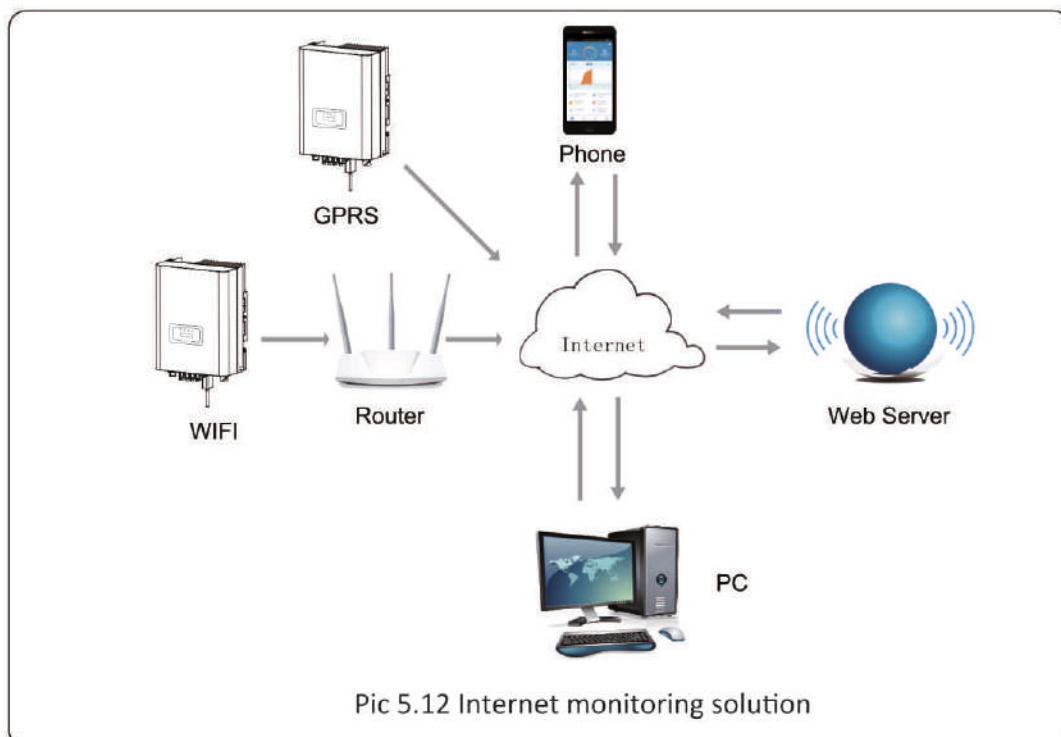 Phone
GPRS
Internet
WIFI
Router
Web Server
PC
Pic 5.12 Internet monitoring solution